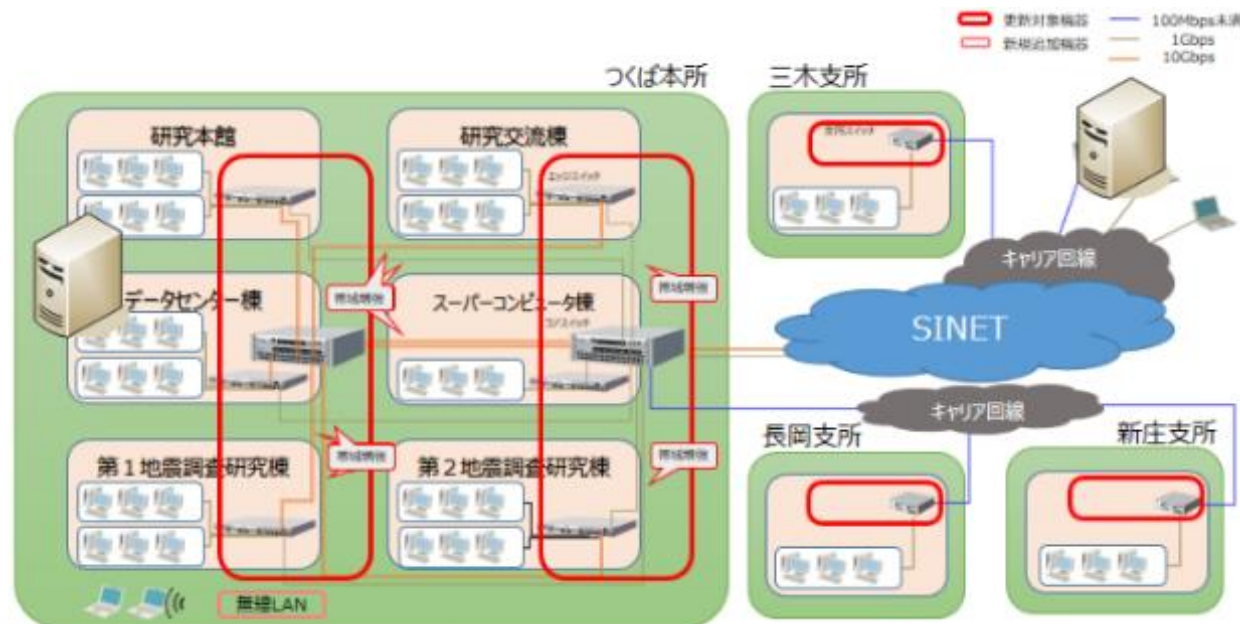 更新対象機器
100Mbps未満
新規追加機器
1Gbps
10Gbps
つくば本所
三木支所
研究本館
研究交流棟
エッジスイッチ
キャリア回線
データセンター棟
帯域増強
スーパーコンピュータ棟
コアスイッチ
帯域増強
SINET
キャリア回線
長岡支所
新庄支所
第1地震調査研究棟
帯域増強
第2地震調査研究棟
帯域増強
無線LAN